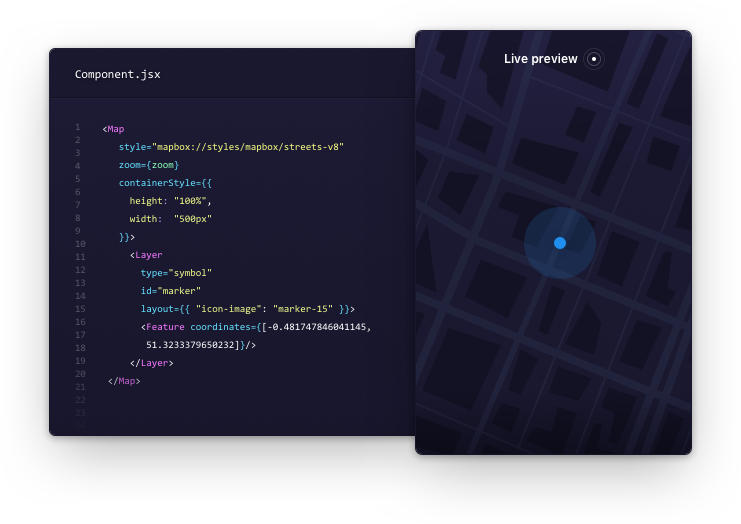 Component.jsx
Live preview
1
2
3
4
5
6
7
8
9
10
11
12
13
14
15
16
17
18
19
20
21
22
23
<Map
style="mapbox://styles/mapbox/streets-v8"
zoom={zoom}
containerStyle={{
height: "100%",
width: "500px"
}}>
<Layer
type="symbol"
id="marker"
layout={{ "icon-image": "marker-15" }}>
<Feature coordinates={[-0.481747846041145,
51.3233379650232]}/>
</Layer>
</Map>